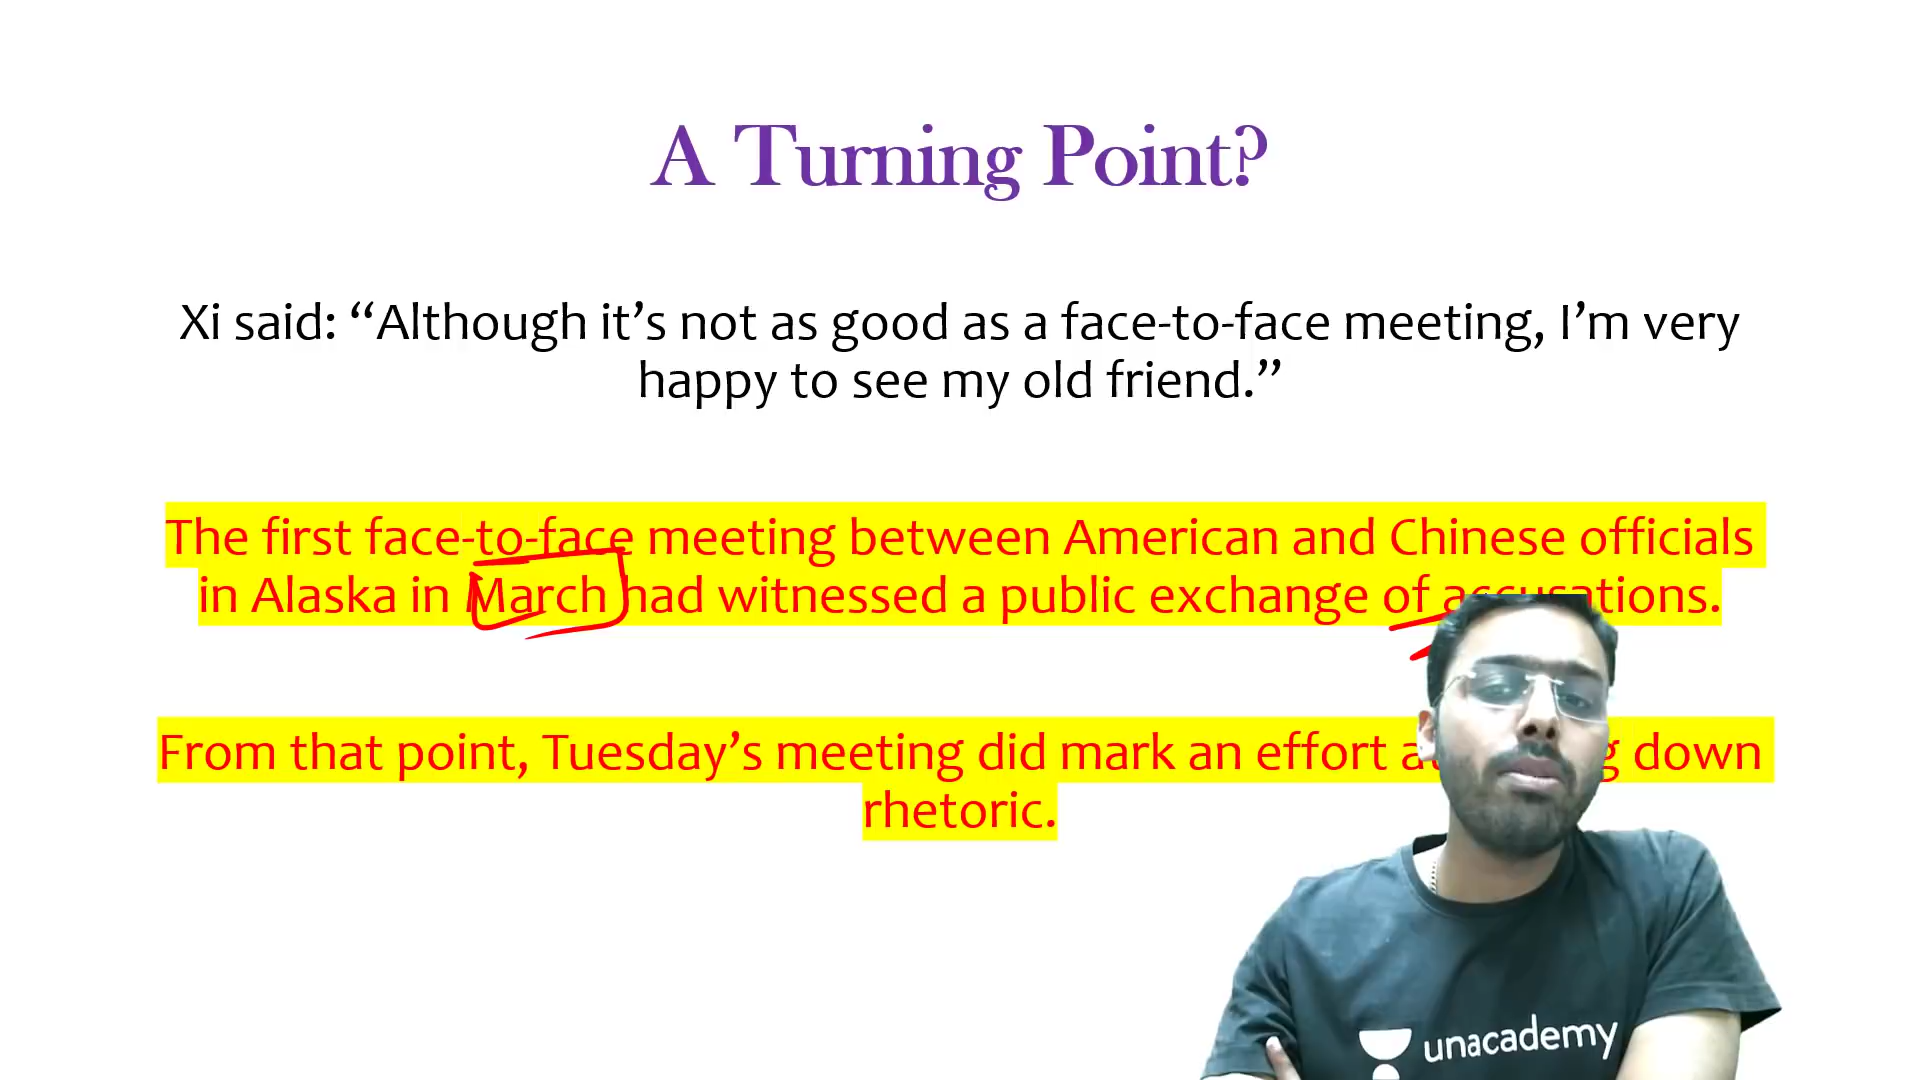 A Turning Point?
Xi said: “Although it’s not as good as a face-to-face meeting, I’m very
happy to see my old friend.”
The first face-to-face meeting between American and Chinese officials
in Alaska in March had witnessed a public exchange of accusations.
From that point, Tuesday’s meeting did mark an effort at down
rhetoric.
unacademy